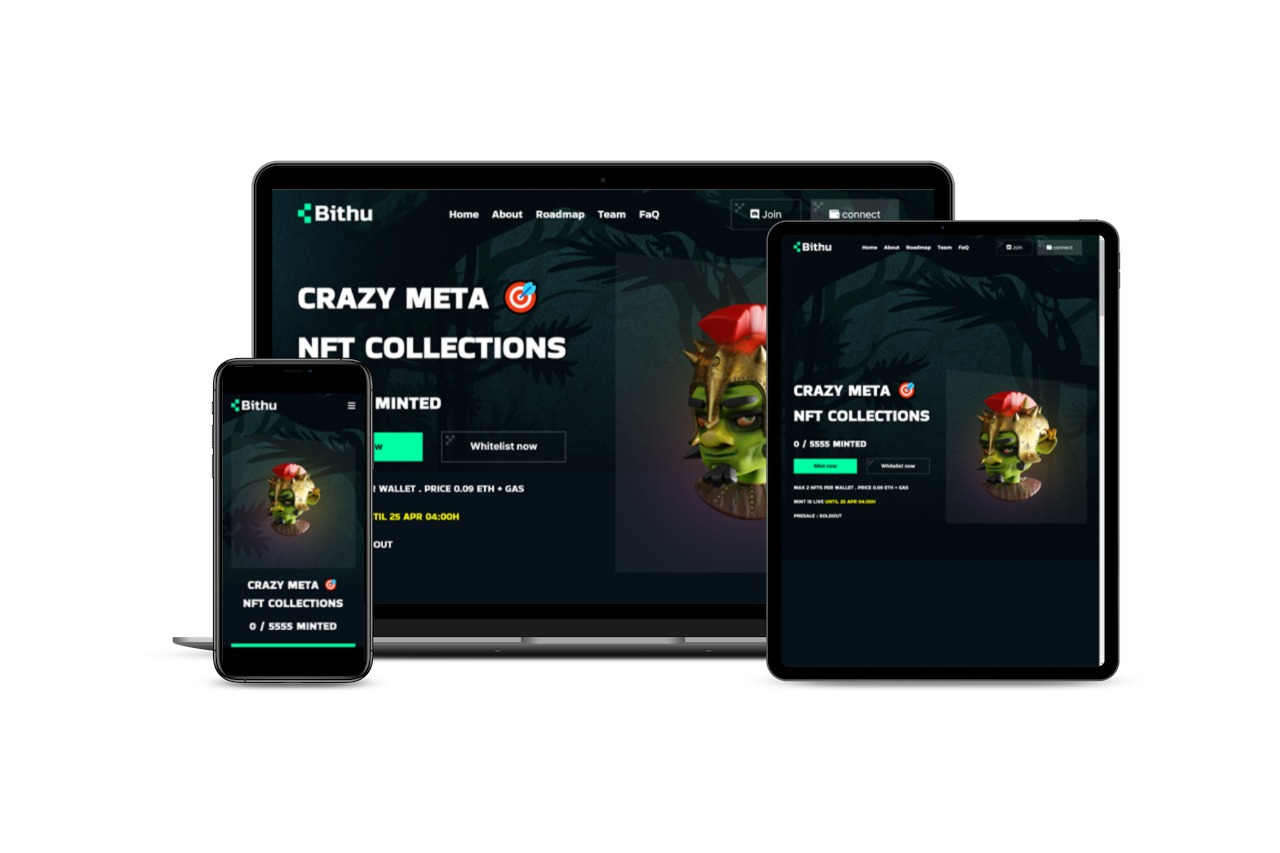 Bithu
Home About Roadmap Team FaQ
Join
connect
CRAZY META
NFT COLLECTIONS
MINTED
w
Whitelist now
R WALLET . PRICE 0.09 ETH + GAS
TIL 25 APR 04:00H
OUT
Bithu
CRAZY META
NFT COLLECTIONS
0 / 5555 MINTED
Bithu
Home About Roadmap Team FaQ
Join
connect
CRAZY META
NFT COLLECTIONS
0 / 5555 MINTED
Mint now
Whitelist now
MAX 2 NFTS PER WALLET . PRICE 0.09 ETH + GAS
MINT IS LIVE UNTIL 25 APR 04:00H
PRESALE : SOLDOUT